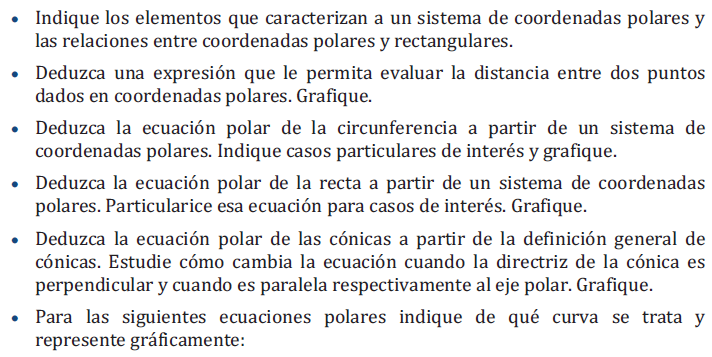 • Indique los elementos que caracterizan a un sistema de coordenadas polares y
las relaciones entre coordenadas polares y rectangulares.
• Deduzca una expresión que le permita evaluar la distancia entre dos puntos
dados en coordenadas polares. Grafique.
• Deduzca la ecuación polar de la circunferencia a partir de un sistema de
coordenadas polares. Indique casos particulares de interés y grafique.
• Deduzca la ecuación polar de la recta a partir de un sistema de coordenadas
polares. Particularice esa ecuación para casos de interés. Grafique.
• Deduzca la ecuación polar de las cónicas a partir de la definición general de
cónicas. Estudie cómo cambia la ecuación cuando la directriz de la cónica es
perpendicular y cuando es paralela respectivamente al eje polar. Grafique.
• Para las siguientes ecuaciones polares indique de qué curva se trata y
represente gráficamente: